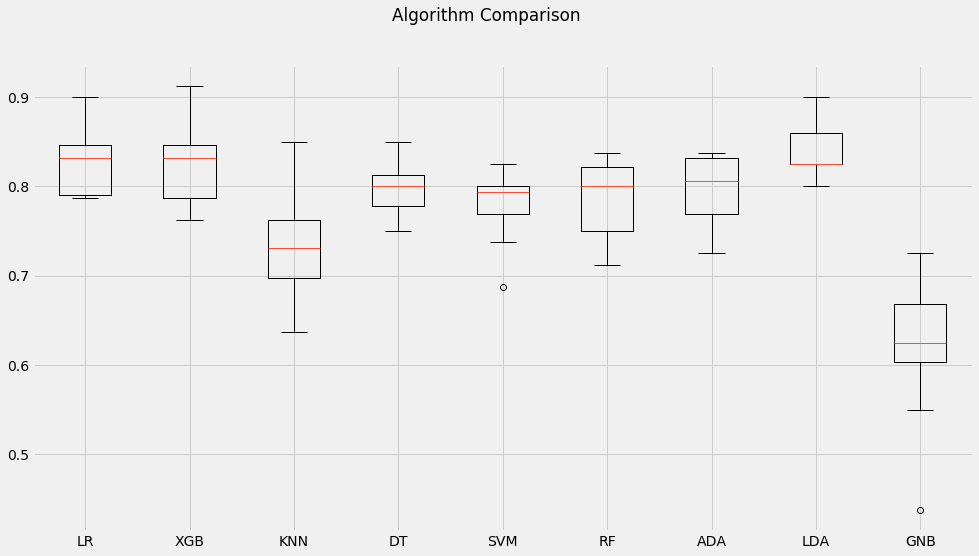 Algorithm Comparison
0.9
0.8
0.7
0.6
0.5
LR XGB KNN DT SVM RF ADA LDA GNB